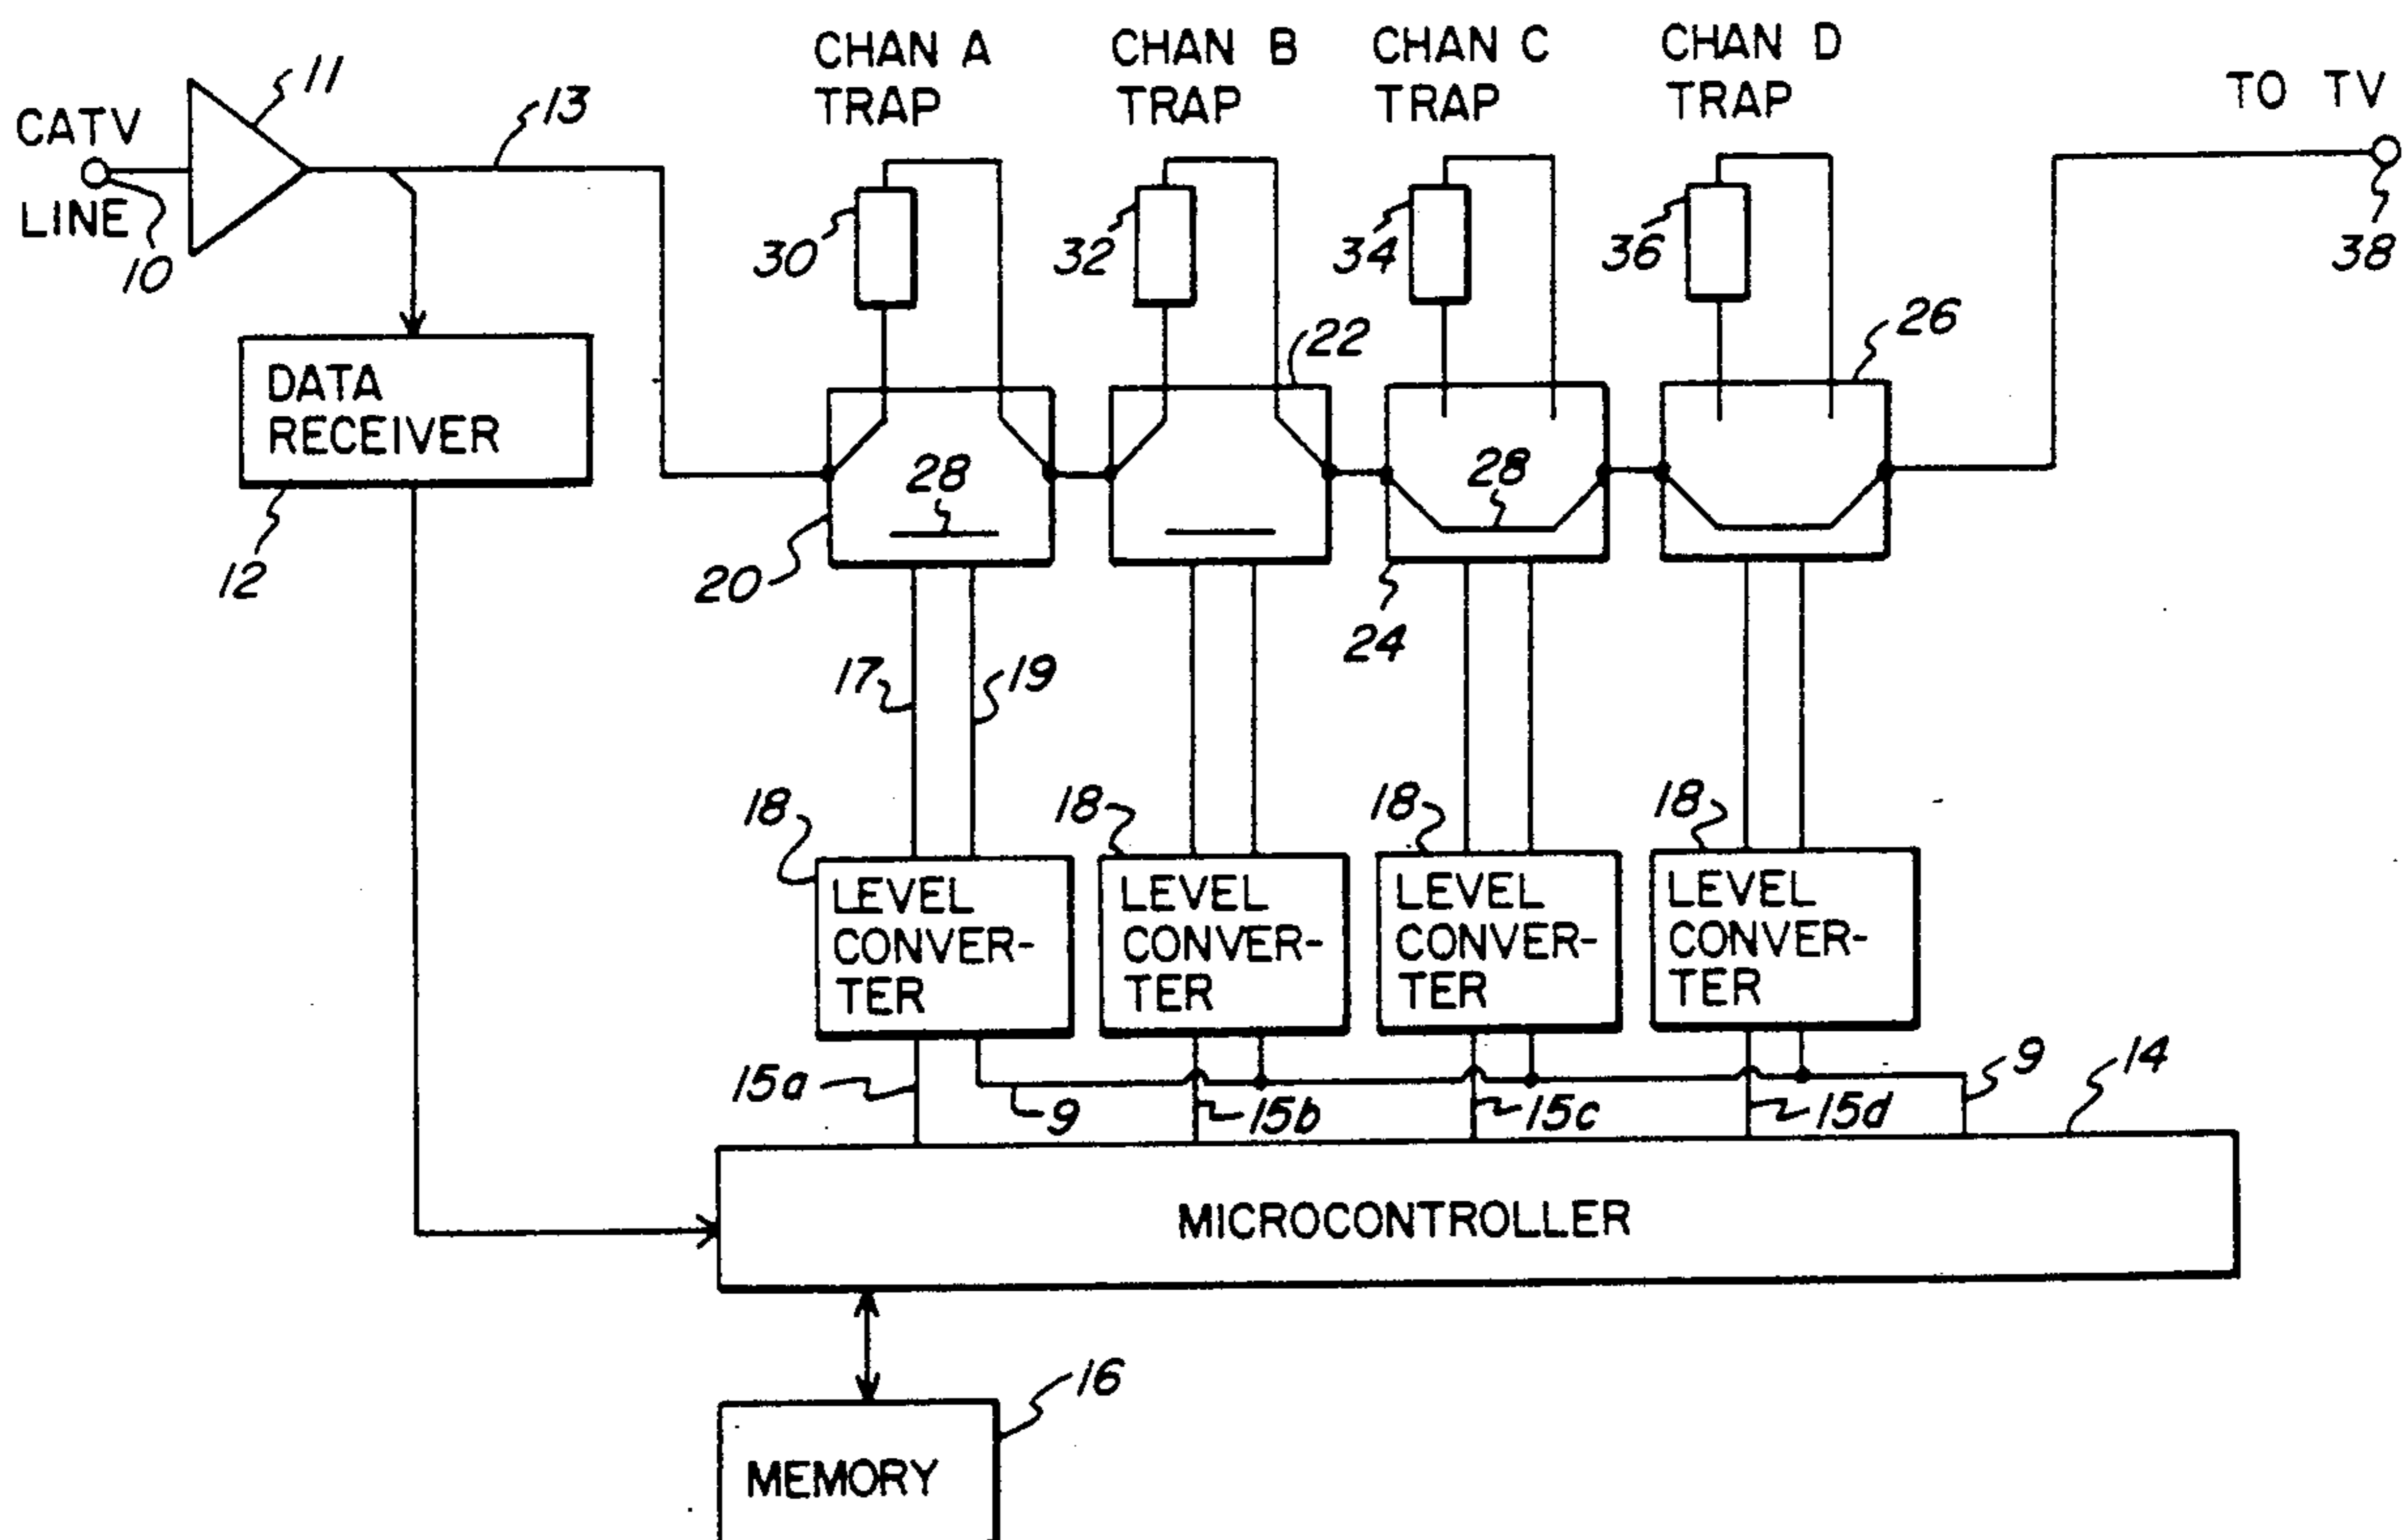 CHAN A
TRAP
CHAN B
TRAP
CHAN C
TRAP
CHAN D
TRAP
TO TV
CATV
LINE
10
11
13
30
32
34
36
38
DATA
RECEIVER
12
20
22
24
26
28
28
17
19
18
18
18
18
LEVEL
CONVER-
TER
LEVEL
CONVER-
TER
LEVEL
CONVER-
TER
LEVEL
CONVER-
TER
15a
9
15b
15c
15d
9
14
MICROCONTROLLER
16
MEMORY